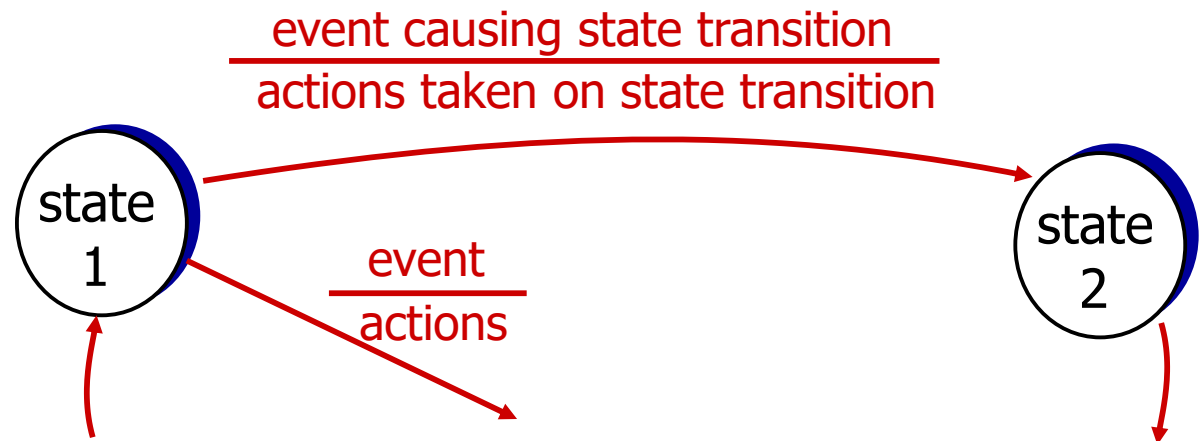 event causing state transition
actions taken on state transition
state
1
event
actions
state
2